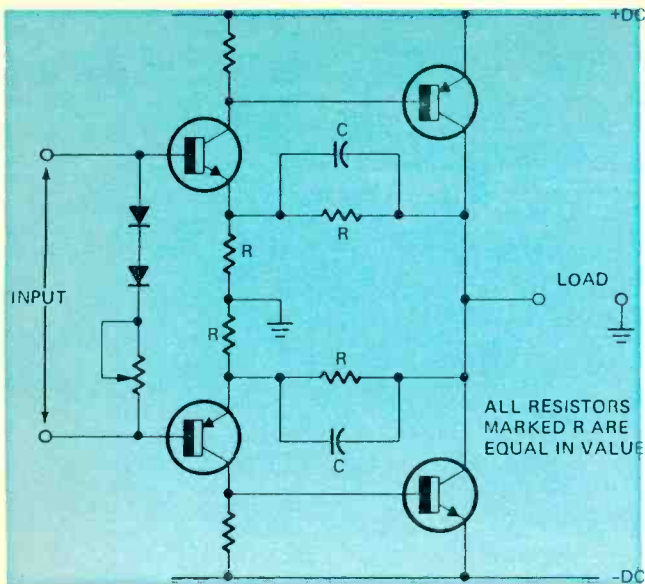 +DC
C
R
R
INPUT
LOAD
R
R
C
ALL RESISTORS
MARKED R ARE
EQUAL IN VALUE
-DC